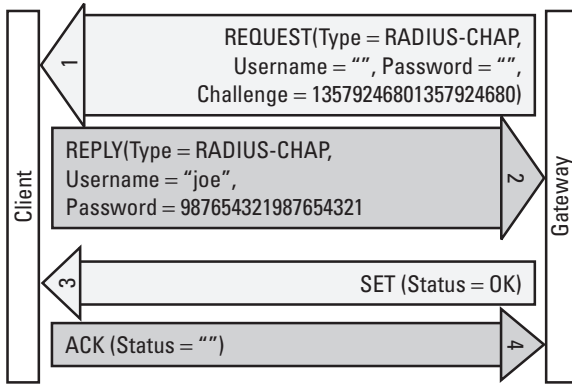 Client
Gateway
1
REQUEST(Type = RADIUS-CHAP,
Username = “”, Password = “”,
Challenge = 13579246801357924680)
2
REPLY(Type = RADIUS-CHAP,
Username = “joe”,
Password = 987654321987654321
3
SET (Status = OK)
4
ACK (Status = “”)